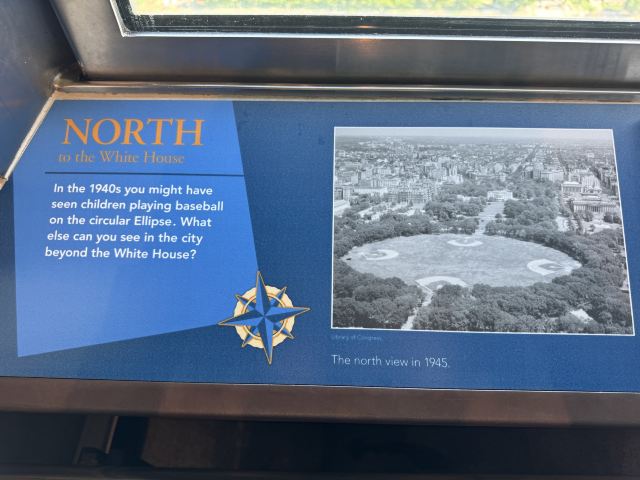 NORTH
to the White House
In the 1940s you might have
seen children playing baseball
on the circular Ellipse. What
else can you see in the city
beyond the White House?
Library of Congress
The north view in 1945.